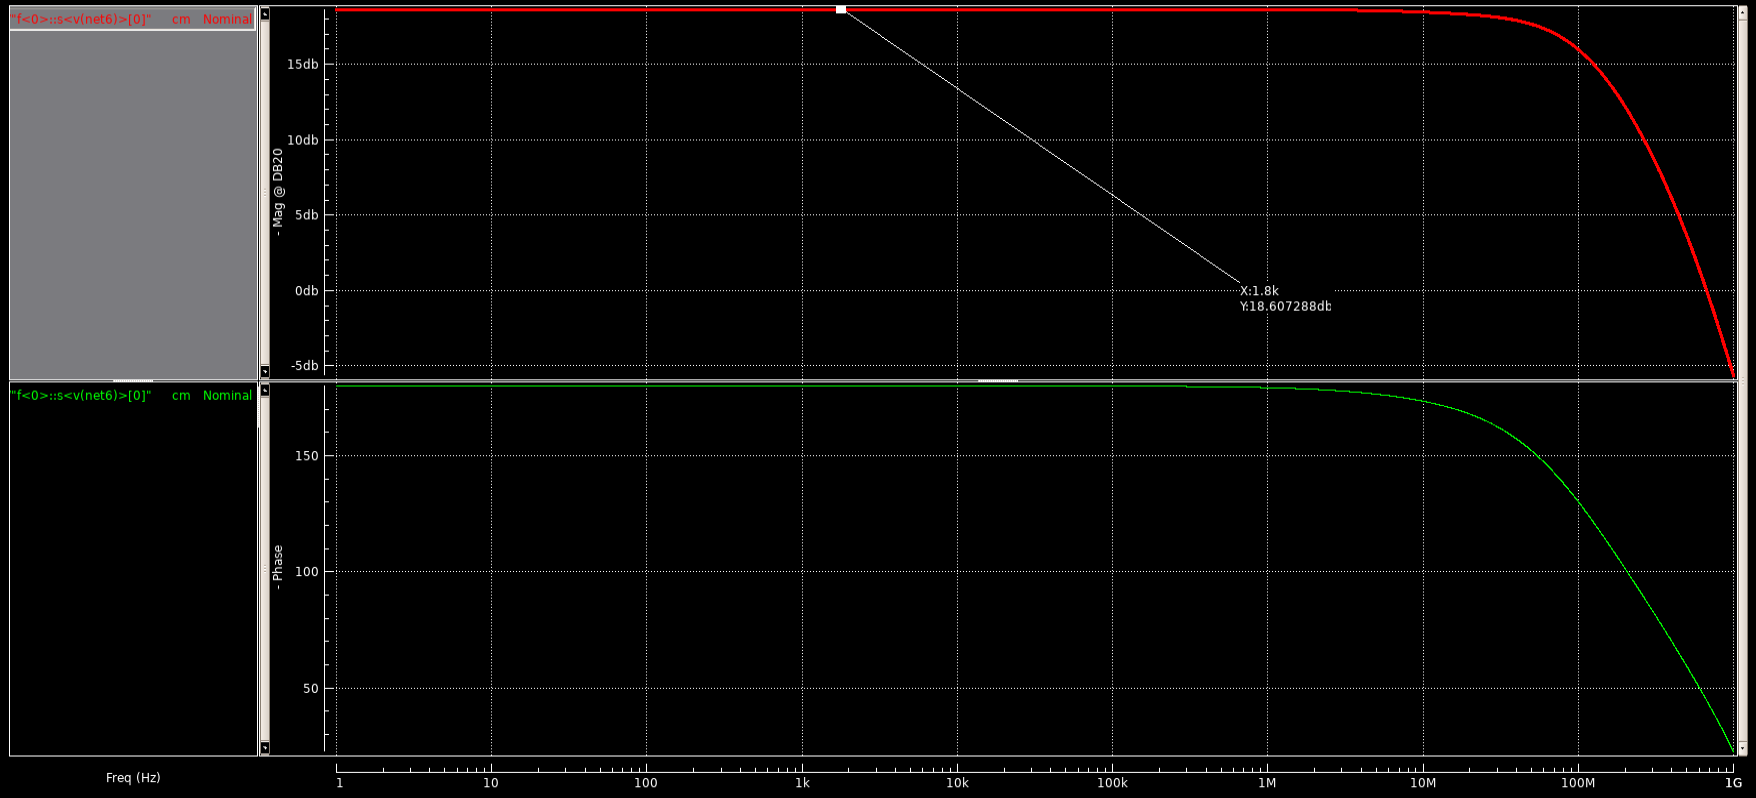 "f<0>::s<v(net6)>[0]" cm Nominal
- Mag @ DB20
15db
10db
5db
0db
-5db
X:1.8k
Y:18.607288db
"f<0>::s<v(net6)>[0]" cm Nominal
- Phase
150
100
50
Freq (Hz)
1 10 100 1k 10k 100k 1M 10M 100M 1G